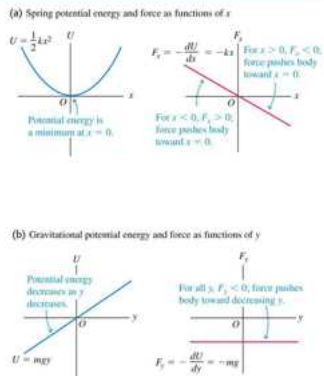 (a) Spring potential energy and force as functions of x
U = 1/2 kx²
U
O
x
Potential energy is
a minimum at x = 0.
Fₓ = − dU/dx = −kx
Fₓ
For x > 0, Fₓ < 0;
force pushes body
toward x = 0.
O
x
For x < 0, Fₓ > 0;
force pushes body
toward x = 0.
(b) Gravitational potential energy and force as functions of y
U
Potential energy
decreases as y
decreases.
O
y
U = mgy
Fᵧ
For all y, Fᵧ < 0; force pushes
body toward decreasing y.
O
y
Fᵧ = − dU/dy = −mg